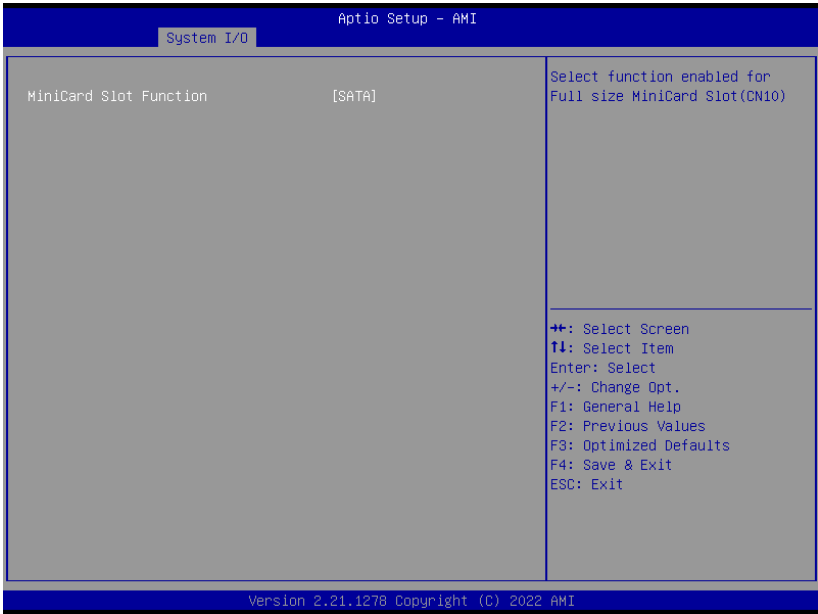 Aptio Setup – AMI
System I/O
MiniCard Slot Function [SATA]
Select function enabled for
Full size MiniCard Slot(CN10)
→←: Select Screen
↑↓: Select Item
Enter: Select
+/-: Change Opt.
F1: General Help
F2: Previous Values
F3: Optimized Defaults
F4: Save & Exit
ESC: Exit
Version 2.21.1278 Copyright (C) 2022 AMI